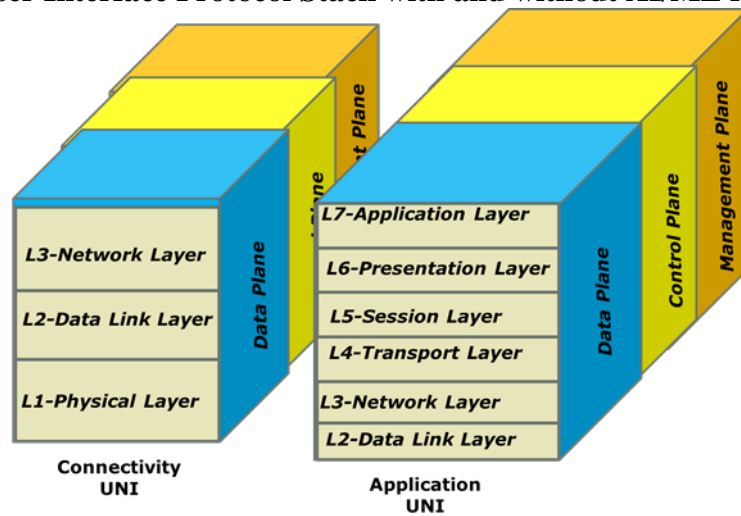 L3-Network Layer
L2-Data Link Layer
L1-Physical Layer
Data Plane
Connectivity
UNI
L7-Application Layer
L6-Presentation Layer
L5-Session Layer
L4-Transport Layer
L3-Network Layer
L2-Data Link Layer
Data Plane
Control Plane
Management Plane
Application
UNI